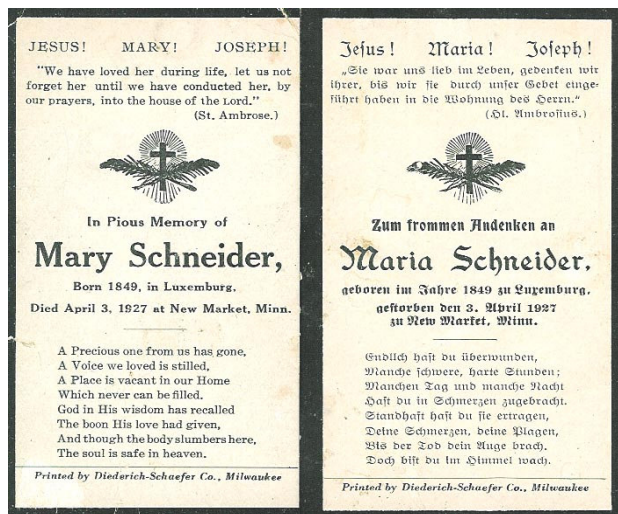 JESUS! MARY! JOSEPH!
"We have loved her during life, let us not
forget her until we have conducted her, by
our prayers, into the house of the Lord."
(St. Ambrose.)
In Pious Memory of
Mary Schneider,
Born 1849, in Luxemburg.
Died April 3, 1927 at New Market, Minn.
A Precious one from us has gone,
A Voice we loved is stilled,
A Place is vacant in our Home
Which never can be filled.
God in His wisdom has recalled
The boon His love had given,
And though the body slumbers here,
The soul is safe in heaven.
Printed by Diederich-Schaefer Co., Milwaukee
Jesus! Maria! Joseph!
„Sie war uns lieb im Leben, gedenken wir
ihrer, bis wir sie durch unser Gebet einge-
führt haben in die Wohnung des Herrn.“
(Hl. Ambrosius.)
Zum frommen Andenken an
Maria Schneider,
geboren im Jahre 1849 zu Luxemburg,
gestorben den 3. April 1927
zu New Market, Minn.
Endlich hast du überwunden,
Manche schwere, harte Stunden;
Manchen Tag und manche Nacht
Hast du in Schmerzen zugebracht.
Standhaft hast du sie ertragen,
Deine Schmerzen, deine Plagen,
Bis der Tod dein Auge brach.
Doch bist du im Himmel wach.
Printed by Diederich-Schaefer Co., Milwaukee